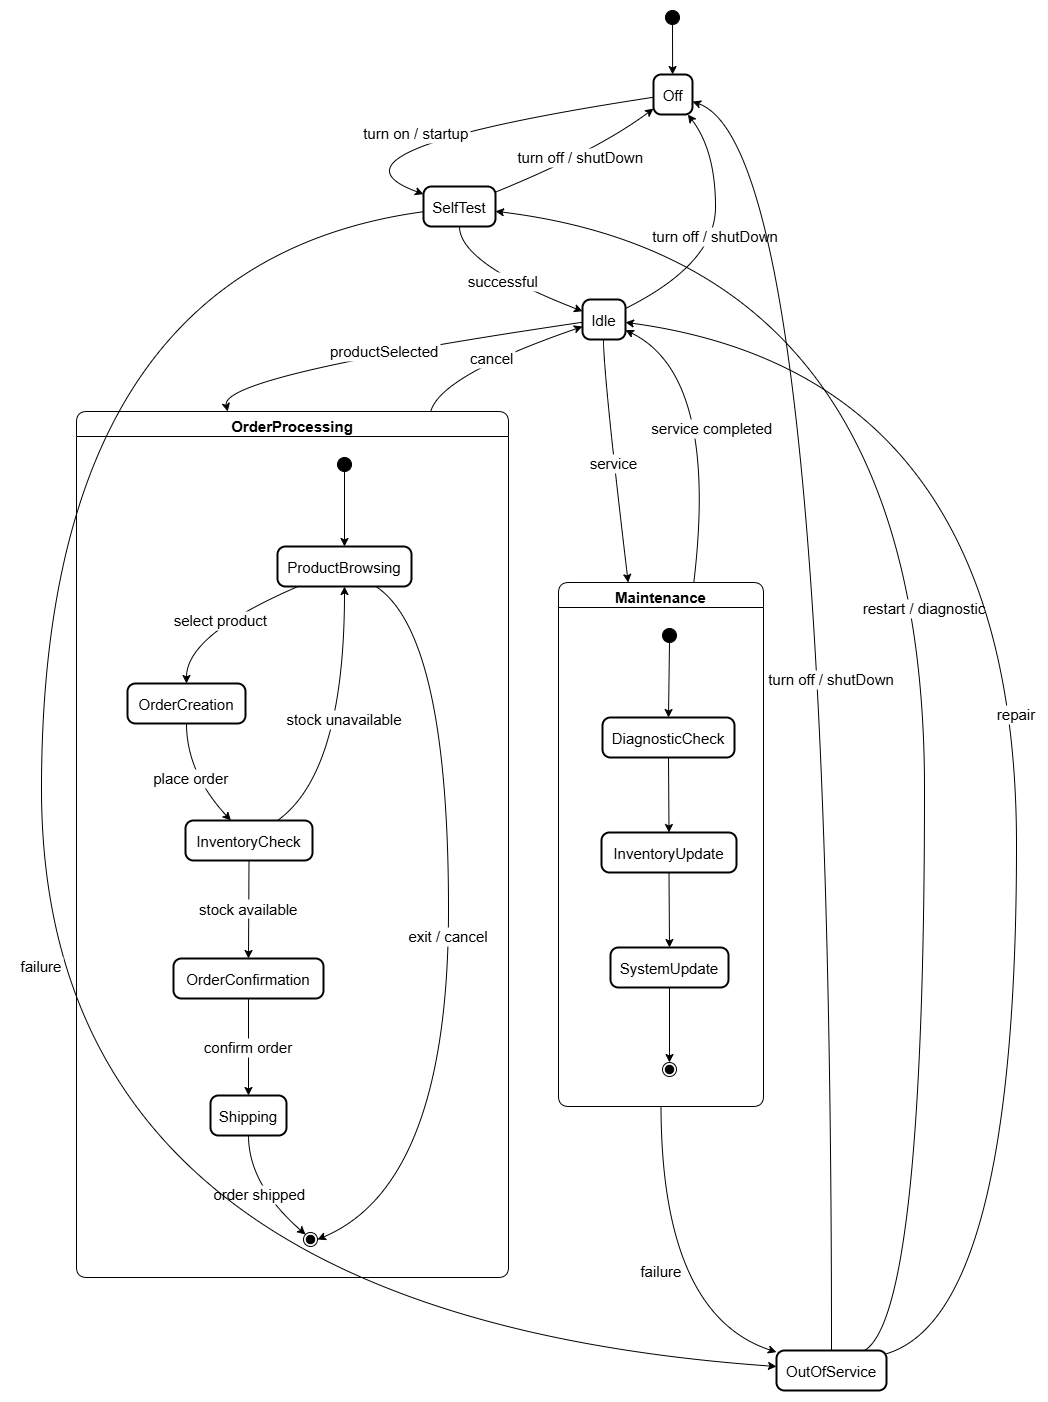 Off
turn on / startup
turn off / shutDown
SelfTest
turn off / shutDown
successful
Idle
productSelected
cancel
OrderProcessing
service completed
service
ProductBrowsing
Maintenance
restart / diagnostic
select product
turn off / shutDown
OrderCreation
repair
stock unavailable
DiagnosticCheck
place order
InventoryCheck
InventoryUpdate
stock available
exit / cancel
failure
OrderConfirmation
SystemUpdate
confirm order
Shipping
order shipped
failure
OutOfService